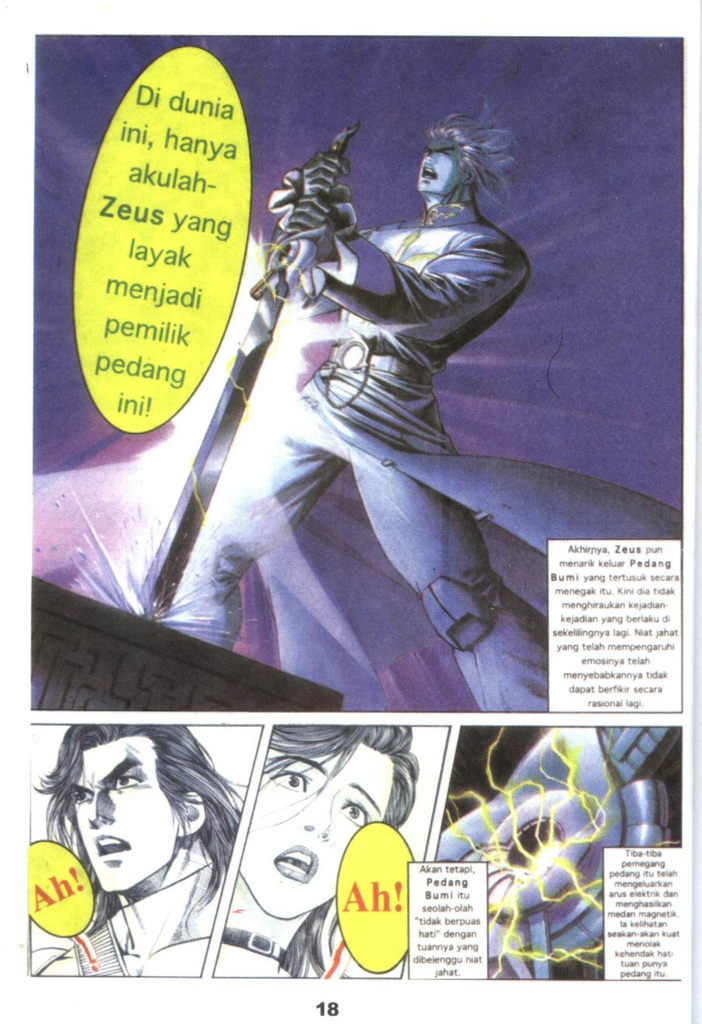 Di dunia
ini, hanya
akulah-
Zeus yang
layak
menjadi
pemilik
pedang
ini!
Akhirnya, Zeus pun
menarik keluar Pedang
Bumi yang tertusuk secara
menegak itu. Kini dia tidak
menghiraukan kejadian-
kejadian yang berlaku di
sekelilingnya lagi. Niat jahat
yang telah mempengaruhi
emosinya telah
menyebabkannya tidak
dapat berfikir secara
rasional lagi.
Ah!
Ah!
Akan tetapi,
Pedang
Bumi itu
seolah-olah
"tidak berpuas
hati" dengan
tuannya yang
dibelenggu niat
jahat.
Tiba-tiba
pemegang
pedang itu telah
mengeluarkan
arus elektrik dan
menghasilkan
medan magnetik.
Ia kelihatan
seakan-akan kuat
menolak
kehendak hati
tuan punya
pedang itu.
18